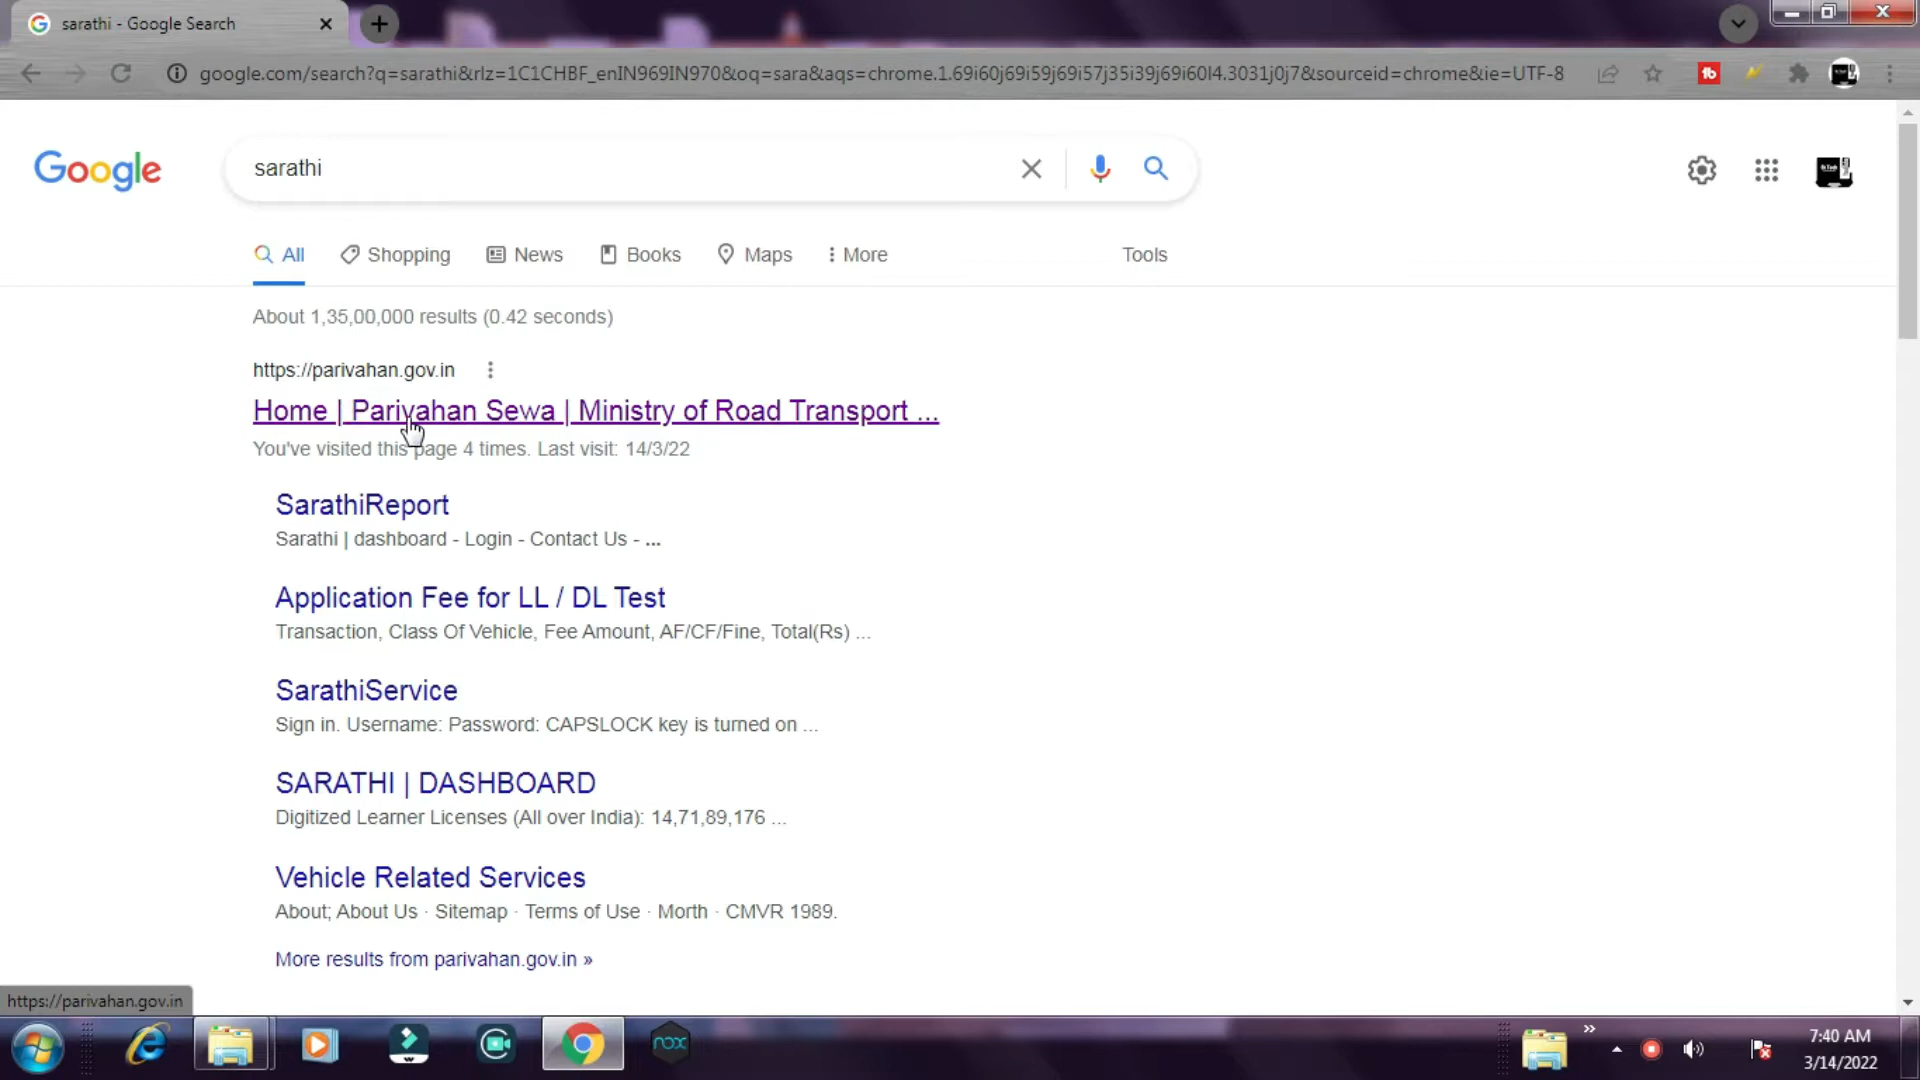 sarathi - Google Search
google.com/search?q=sarathi&rlz=1C1CHBF_enIN969IN970&oq=sara&aqs=chrome.1.69i60j69i59j69i57j35i39j69i60l4.3031j0j7&sourceid=chrome&ie=UTF-8
Google
sarathi
All
Shopping
News
Books
Maps
More
Tools
About 1,35,00,000 results (0.42 seconds)
https://parivahan.gov.in
Home | Parivahan Sewa | Ministry of Road Transport ...
You've visited this page 4 times. Last visit: 14/3/22
SarathiReport
Sarathi | dashboard - Login - Contact Us - ...
Application Fee for LL / DL Test
Transaction, Class Of Vehicle, Fee Amount, AF/CF/Fine, Total(Rs) ...
SarathiService
Sign in. Username: Password: CAPSLOCK key is turned on ...
SARATHI | DASHBOARD
Digitized Learner Licenses (All over India): 14,71,89,176 ...
Vehicle Related Services
About; About Us · Sitemap · Terms of Use · Morth · CMVR 1989.
More results from parivahan.gov.in »
https://parivahan.gov.in
nox
7:40 AM
3/14/2022